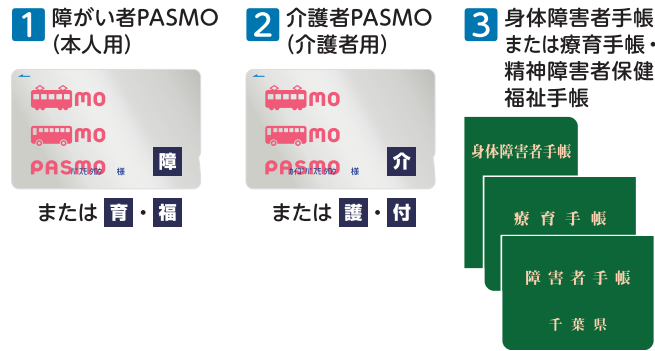 1 障がい者PASMO
(本人用)
mo
mo
PASMO
様
障
または 育・福
2 介護者PASMO
(介護者用)
mo
mo
PASMO
様
介
または 護・付
3 身体障害者手帳
または療育手帳・
精神障害者保健
福祉手帳
身体障害者手帳
療育手帳
障害者手帳
千葉県